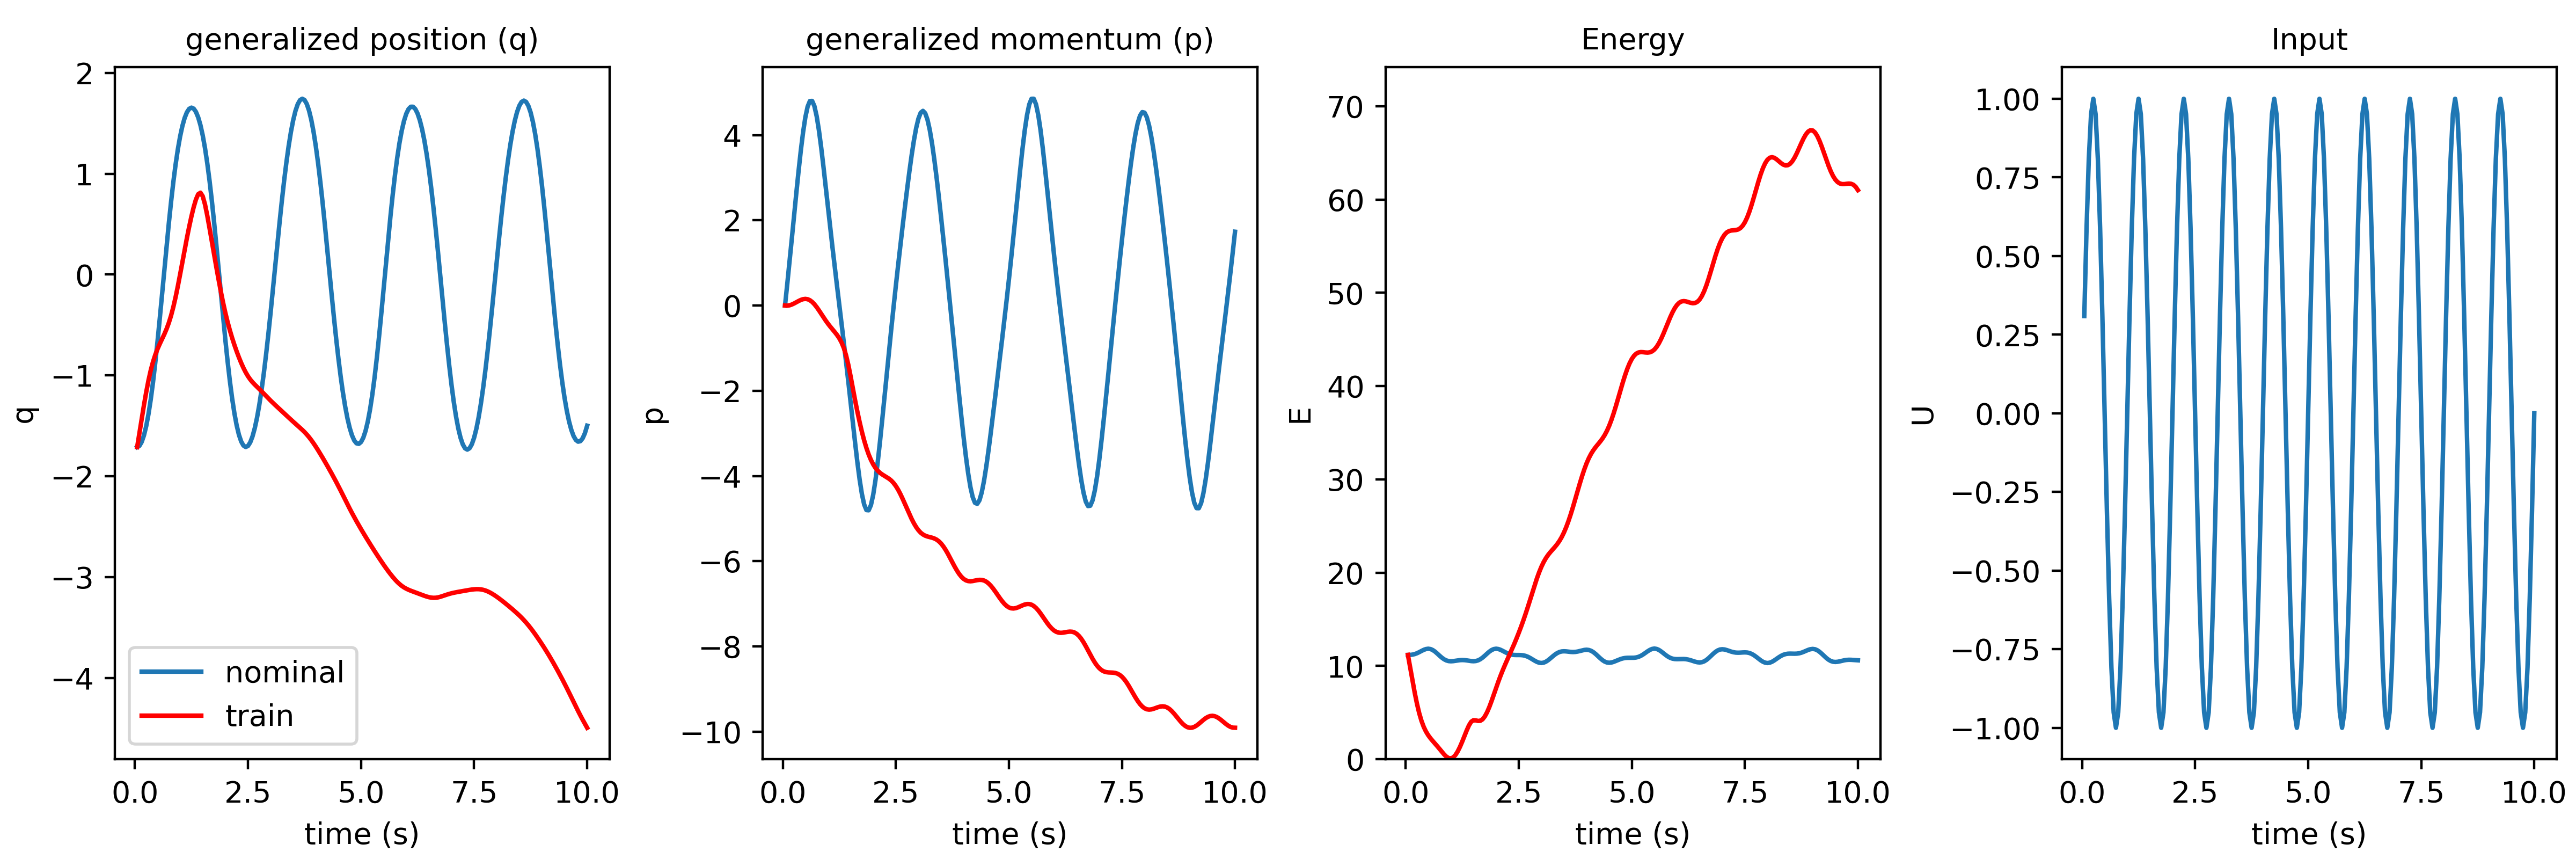 generalized position (q)
2
1
0
−1
−2
−3
−4
q
nominal
train
0.0 2.5 5.0 7.5 10.0
time (s)
generalized momentum (p)
4
2
0
−2
−4
−6
−8
−10
p
0.0 2.5 5.0 7.5 10.0
time (s)
Energy
70
60
50
40
30
20
10
0
E
0.0 2.5 5.0 7.5 10.0
time (s)
Input
1.00
0.75
0.50
0.25
0.00
−0.25
−0.50
−0.75
−1.00
U
0.0 2.5 5.0 7.5 10.0
time (s)